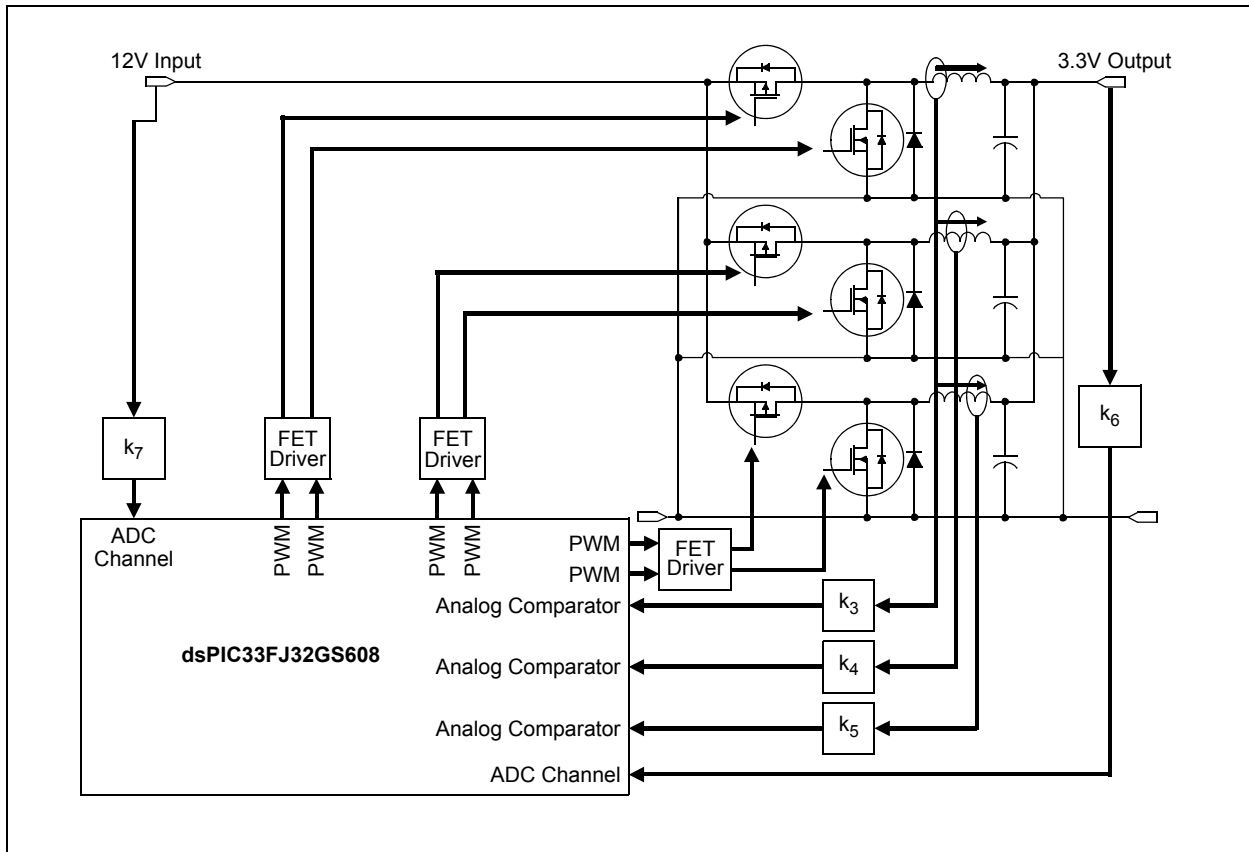 12V Input
3.3V Output
k7
FET
Driver
FET
Driver
k6
ADC
Channel
PWM
PWM
PWM
PWM
PWM
PWM
FET
Driver
Analog Comparator
k3
dsPIC33FJ32GS608
Analog Comparator
k4
Analog Comparator
k5
ADC Channel